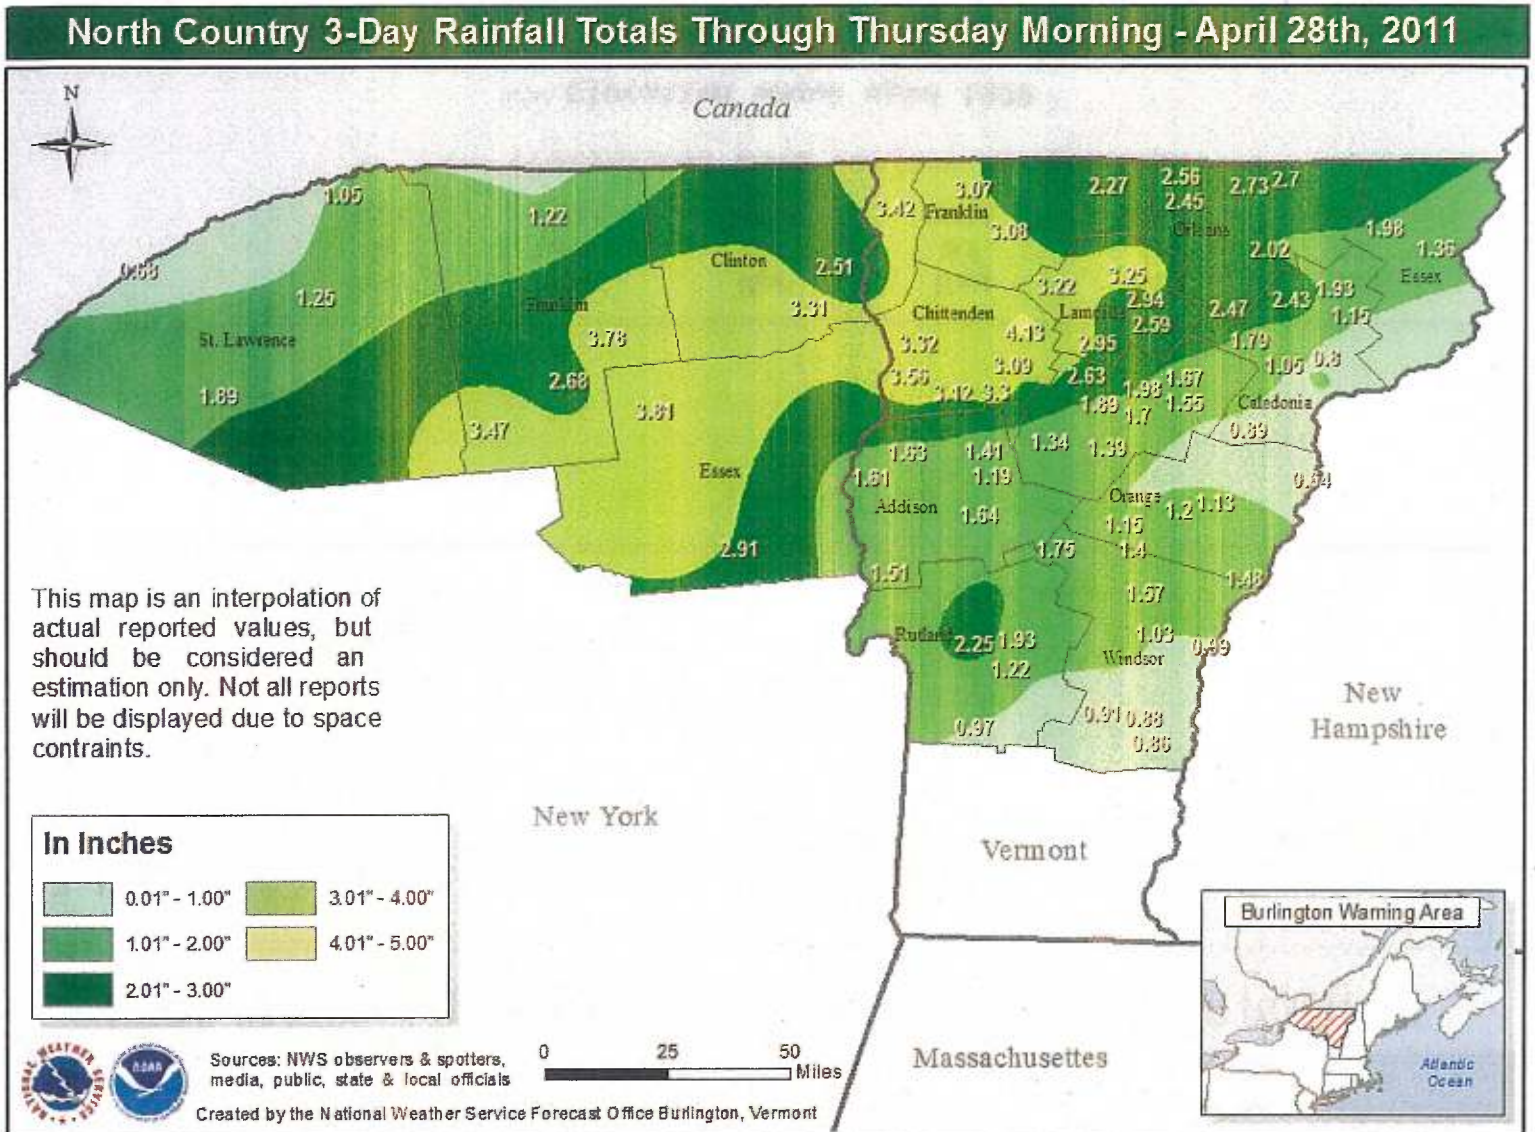 North Country 3-Day Rainfall Totals Through Thursday Morning - April 28th, 2011
N
Canada
1.05
1.22
3.07
3.42
Franklin
3.08
2.27
2.56
2.45
2.73
2.7
Orleans
1.98
1.36
Essex
0.68
1.25
Clinton
2.51
2.02
3.25
3.22
2.94
1.93
2.43
2.47
1.15
Franklin
3.31
Chittenden
4.13
2.59
St. Lawrence
3.78
3.32
2.95
1.79
1.05
0.8
3.09
2.68
3.56
2.63
1.98
1.67
1.89
3.81
3.12
3.3
1.89
1.7
1.55
Caledonia
3.47
0.89
1.63
1.41
1.34
1.39
Essex
1.61
1.19
Addison
1.64
Orange
1.2
1.13
1.15
2.91
1.75
1.4
1.51
1.48
1.57
Rutland
2.25
1.93
1.03
Windsor
1.22
0.97
0.91
0.88
0.86
This map is an interpolation of
actual reported values, but
should be considered an
estimation only. Not all reports
will be displayed due to space
contraints.
New
Hampshire
New York
Vermont
Massachusetts
In Inches
0.01" - 1.00"
3.01" - 4.00"
1.01" - 2.00"
4.01" - 5.00"
2.01" - 3.00"
Burlington Warning Area
Atlantic
Ocean
NATIONAL WEATHER SERVICE
NOAA
Sources: NWS observers & spotters,
media, public, state & local officials
0 25 50
Miles
Created by the National Weather Service Forecast Office Burlington, Vermont